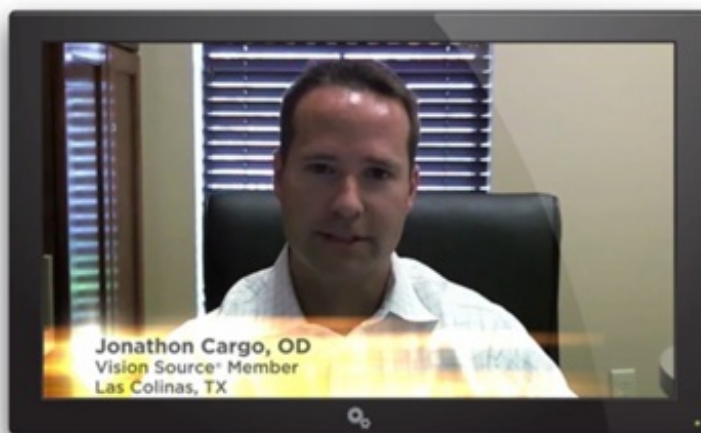 Jonathon Cargo, OD
Vision Source® Member
Las Colinas, TX